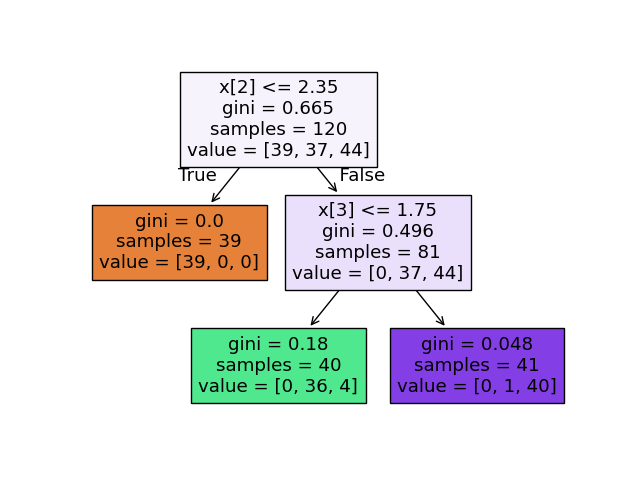 x[2] <= 2.35
gini = 0.665
samples = 120
value = [39, 37, 44]
True
False
gini = 0.0
samples = 39
value = [39, 0, 0]
x[3] <= 1.75
gini = 0.496
samples = 81
value = [0, 37, 44]
gini = 0.18
samples = 40
value = [0, 36, 4]
gini = 0.048
samples = 41
value = [0, 1, 40]